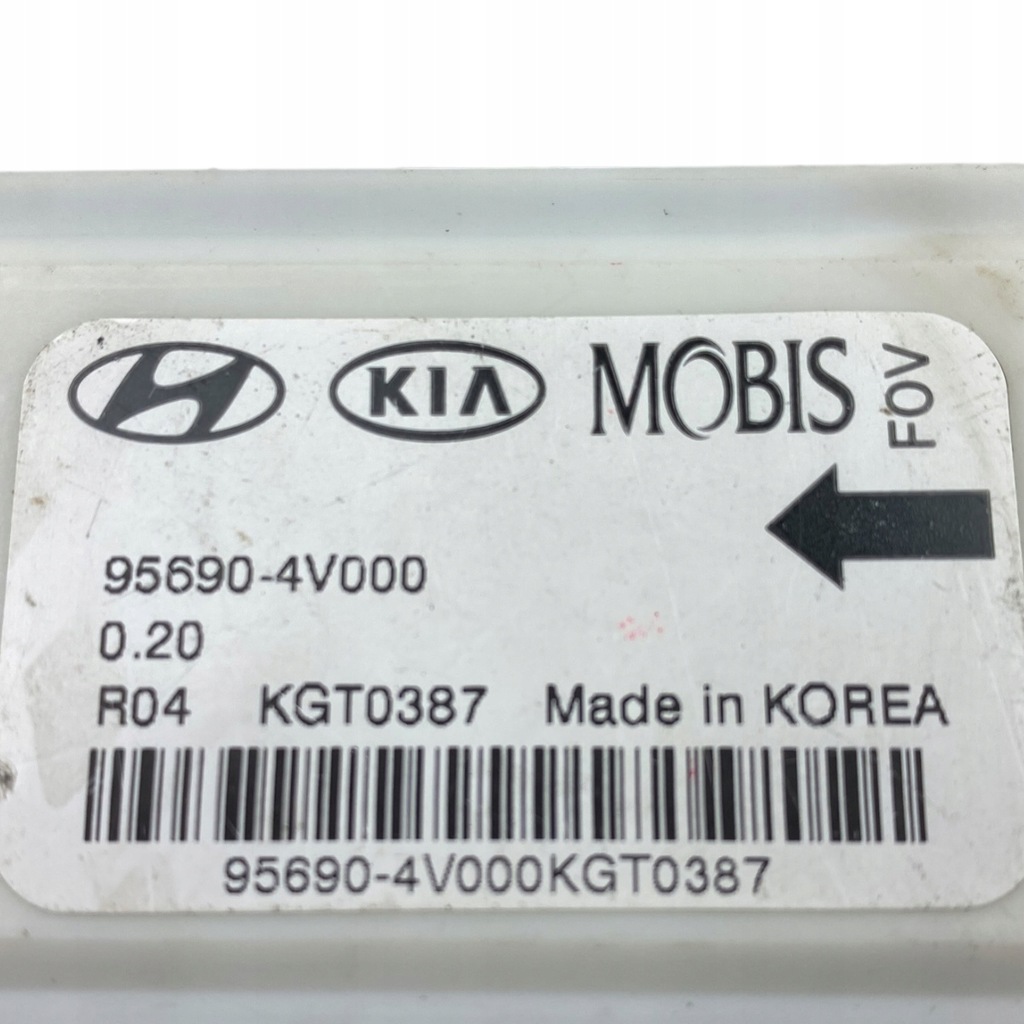 KIA MOBIS
FOV
95690-4V000
0.20
R04 KGT0387 Made in KOREA
95690-4V000KGT0387